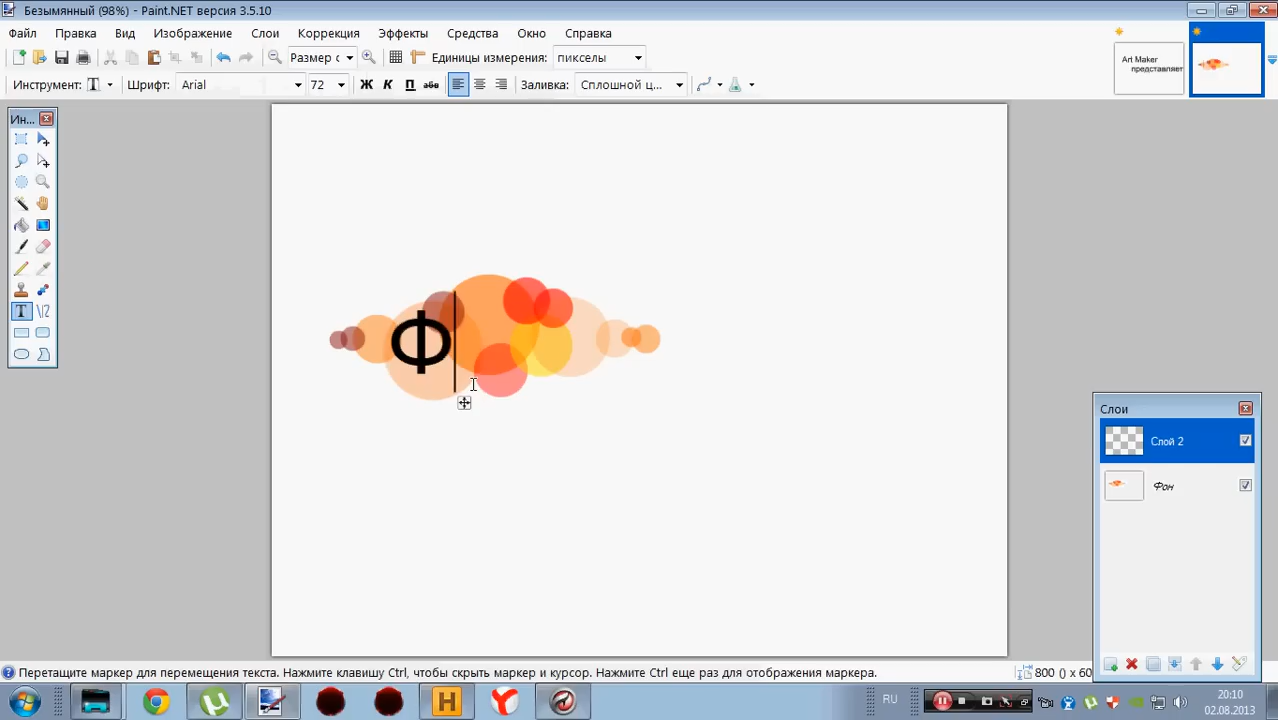 Безымянный (98%) - Paint.NET версия 3.5.10
Файл Правка Вид Изображение Слои Коррекция Эффекты Средства Окно Справка
Размер Единицы измерения: пикселы
Инструмент: T Шрифт: Arial 72 Ж К П абв Заливка: Сплошной ц...
Art Maker
представляет
Ин...
T
Ф
Слои
Слой 2
Фон
Перетащите маркер для перемещения текста. Нажмите клавишу Ctrl, чтобы скрыть маркер и курсор. Нажмите Ctrl еще раз для отображения маркера.
800 () x 60
H
RU
20:10
02.08.2013